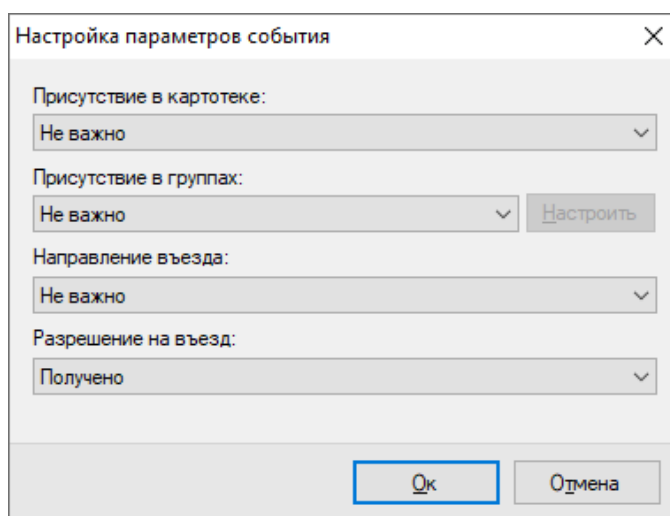 Настройка параметров события
Присутствие в картотеке:
Не важно
Присутствие в группах:
Не важно
Настроить
Направление въезда:
Не важно
Разрешение на въезд:
Получено
Ок
Отмена